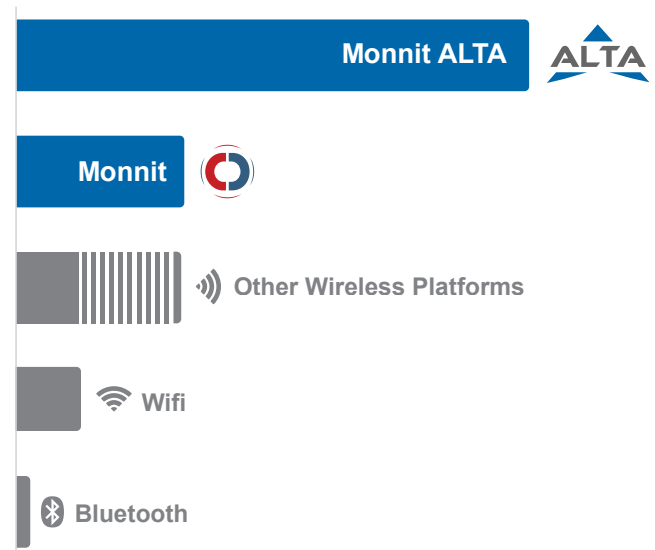 Monnit ALTA
ALTA
Monnit
Other Wireless Platforms
Wifi
Bluetooth